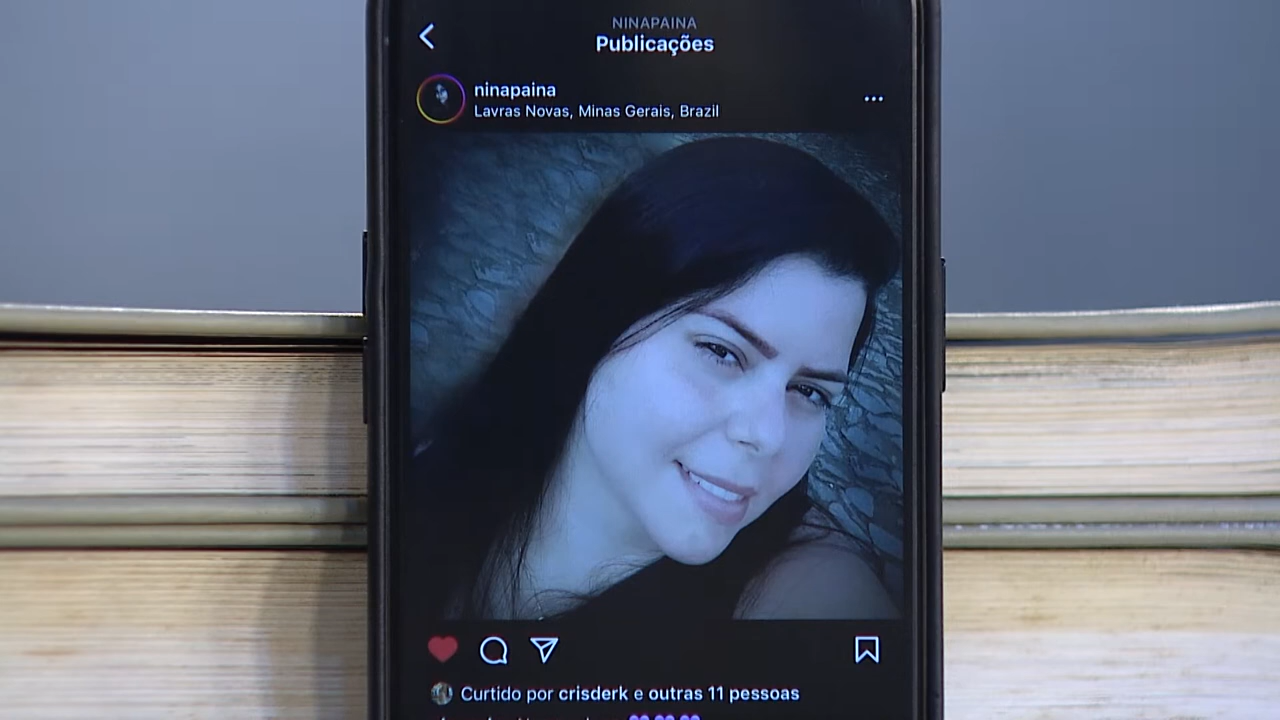 NINAPAINA
Publicações
ninapaina
Lavras Novas, Minas Gerais, Brazil
Curtido por crisderk e outras 11 pessoas